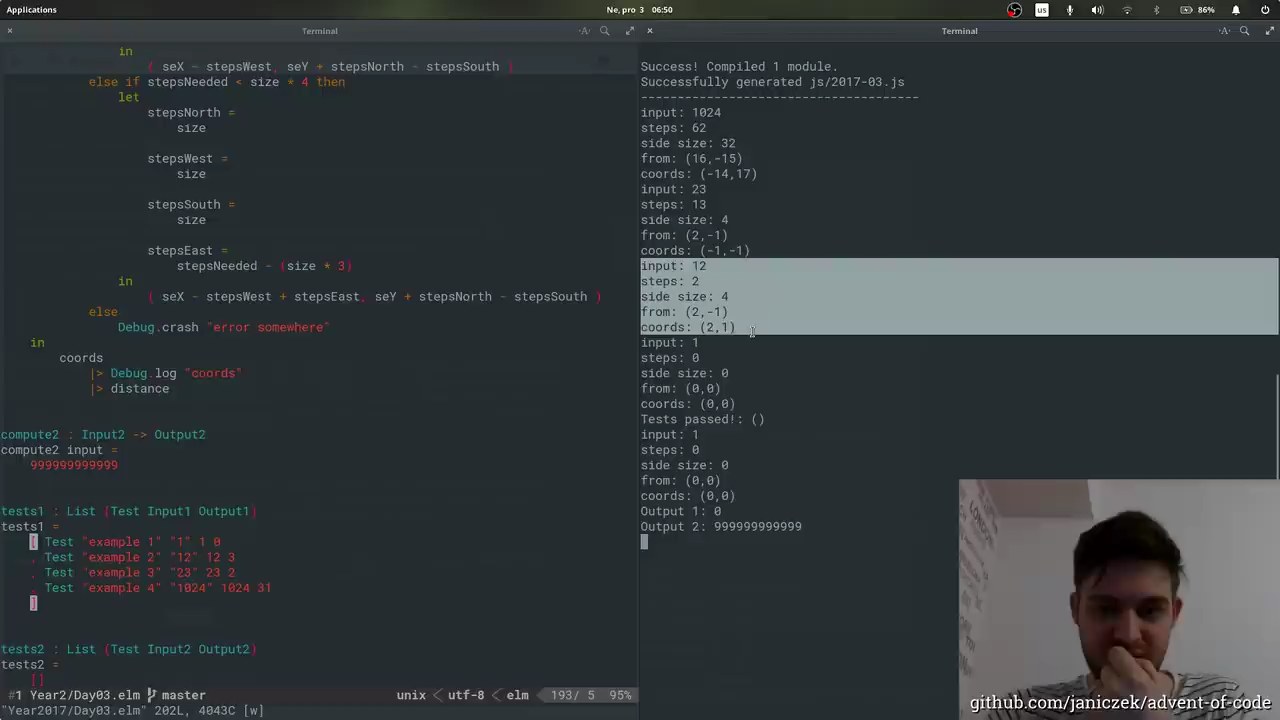 Applications
Ne, pro 3 06:50
us
86%
Terminal
in
( seX - stepsWest, seY + stepsNorth - stepsSouth )
else if stepsNeeded < size * 4 then
let
stepsNorth =
size
stepsWest =
size
stepsSouth =
size
stepsEast =
stepsNeeded - (size * 3)
in
( seX - stepsWest + stepsEast, seY + stepsNorth - stepsSouth )
else
Debug.crash "error somewhere"
in
coords
|> Debug.log "coords"
|> distance
compute2 : Input2 -> Output2
compute2 input =
999999999999
tests1 : List (Test Input1 Output1)
tests1 =
[ Test "example 1" "1" 1 0
, Test "example 2" "12" 12 3
, Test "example 3" "23" 23 2
, Test "example 4" "1024" 1024 31
]
tests2 : List (Test Input2 Output2)
tests2 =
[]
#1 Year2/Day03.elm master unix < utf-8 < elm 193/ 5 95%
"Year2017/Day03.elm" 202L, 4043C [w]
Terminal
Success! Compiled 1 module.
Successfully generated js/2017-03.js
--------------------------------------
input: 1024
steps: 62
side size: 32
from: (16,-15)
coords: (-14,17)
input: 23
steps: 13
side size: 4
from: (2,-1)
coords: (-1,-1)
input: 12
steps: 2
side size: 4
from: (2,-1)
coords: (2,1)
input: 1
steps: 0
side size: 0
from: (0,0)
coords: (0,0)
Tests passed!: ()
input: 1
steps: 0
side size: 0
from: (0,0)
coords: (0,0)
Output 1: 0
Output 2: 999999999999
github.com/janiczek/advent-of-code